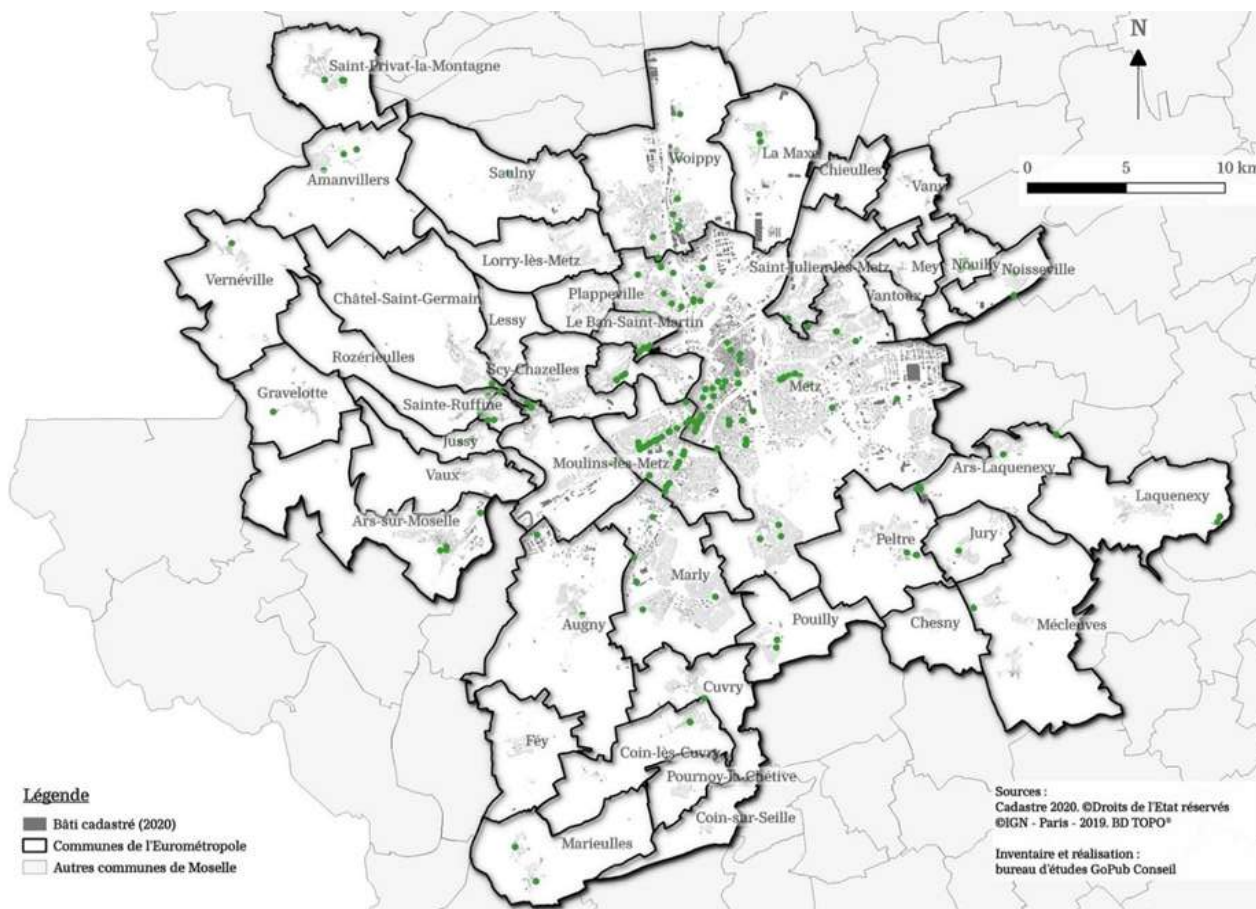 N
Saint-Privat-la-Montagne
0 5 10 km
Woippy
La Maxe
Amanvillers
Saulny
Chieulles
Vany
Lorry-lès-Metz
Saint-Julien-lès-Metz
Mey
Nouilly
Noisseville
Vernéville
Châtel-Saint-Germain
Plappeville
Vantoux
Lessy
Le Ban-Saint-Martin
Rozérieulles
Scy-Chazelles
Metz
Gravelotte
Sainte-Ruffine
Jussy
Vaux
Moulins-lès-Metz
Ars-Laquenexy
Laquenexy
Ars-sur-Moselle
Peltre
Jury
Marly
Augny
Pouilly
Chesny
Mécleuves
Cuvry
Féy
Coin-lès-Cuvry
Pournoy-la-Chétive
Coin-sur-Seille
Marieulles
Légende
Bâti cadastré (2020)
Communes de l'Eurométropole
Autres communes de Moselle
Sources :
Cadastre 2020. ©Droits de l'Etat réservés
©IGN - Paris - 2019. BD TOPO®
Inventaire et réalisation :
bureau d'études GoPub Conseil